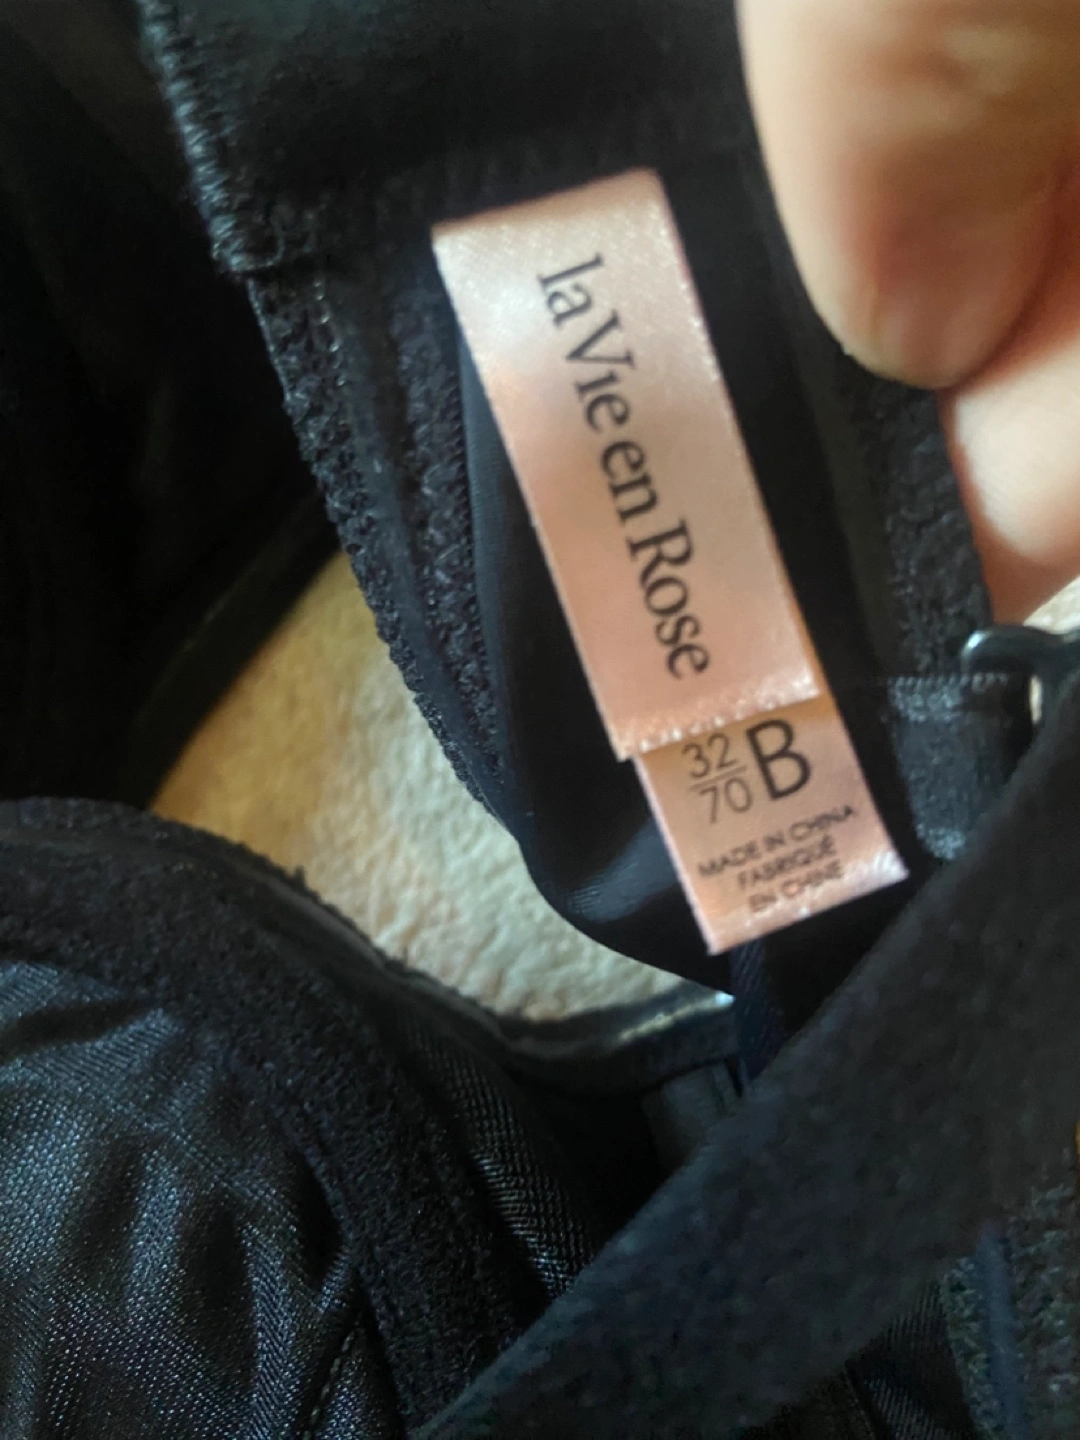 la Vie en Rose
32
70
B
MADE IN CHINA
FABRIQUÉ
EN CHINE